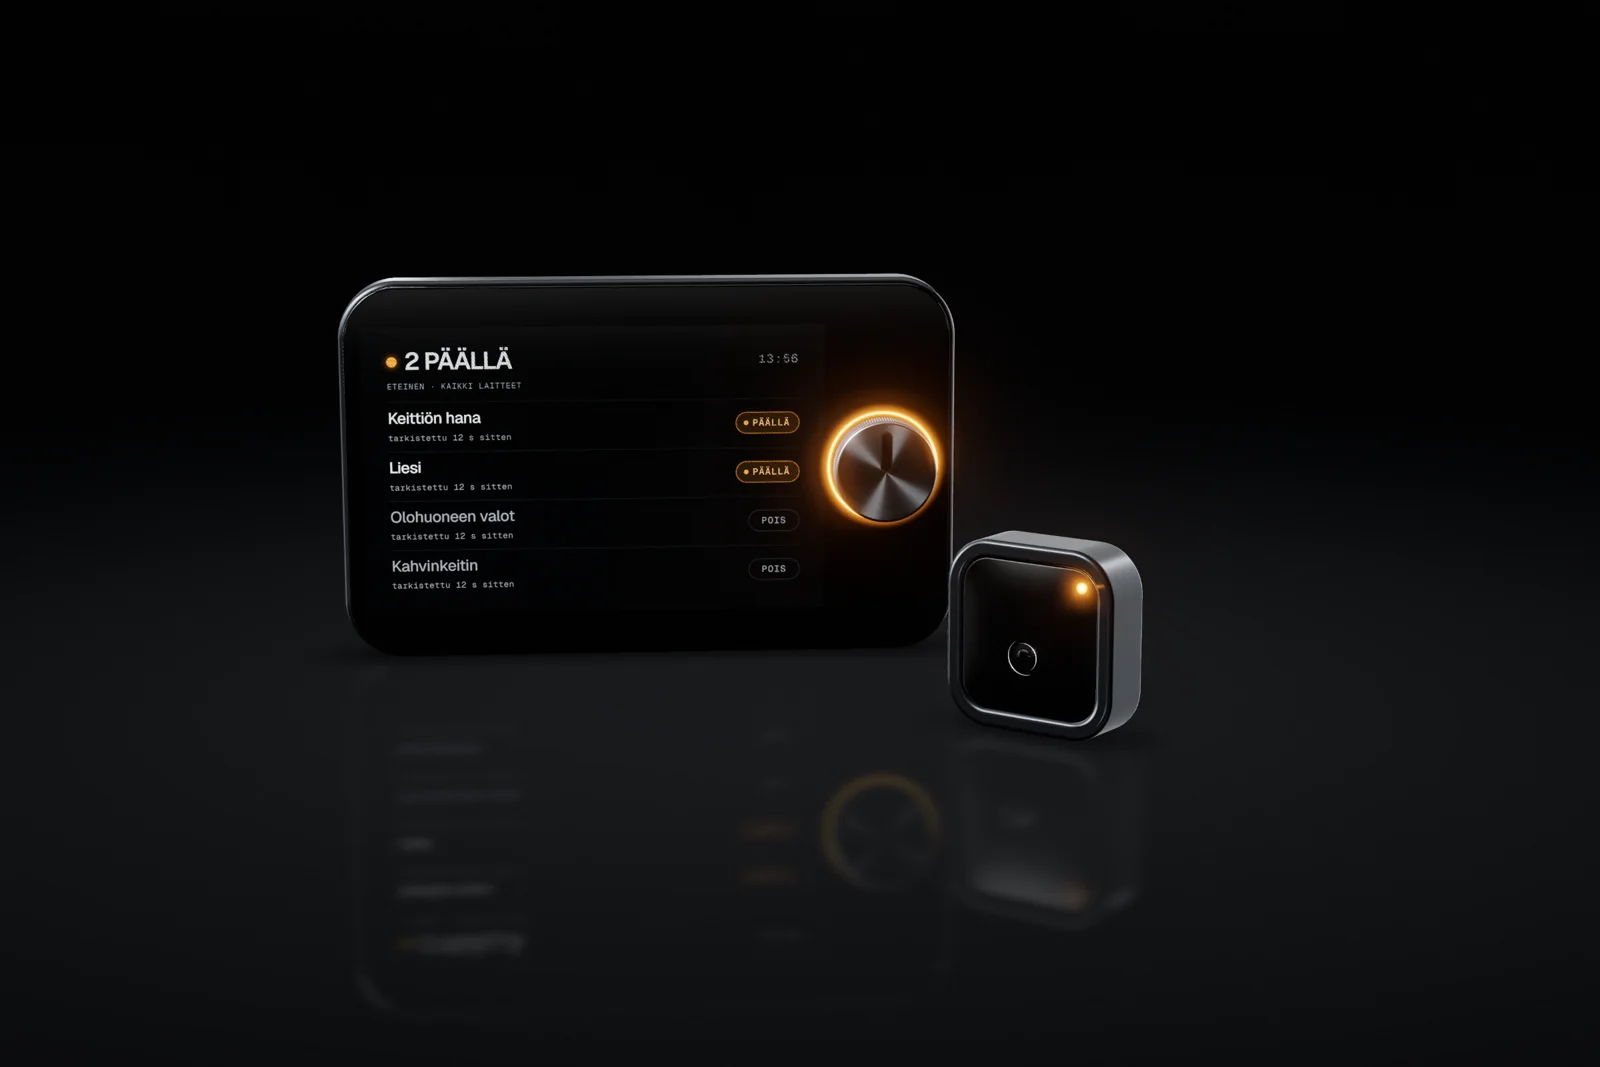 2 PÄÄLLÄ
13:56
ETEINEN · KAIKKI LAITTEET
Keittiön hana
PÄÄLLÄ
tarkistettu 12 s sitten
Liesi
PÄÄLLÄ
tarkistettu 12 s sitten
Olohuoneen valot
POIS
tarkistettu 12 s sitten
Kahvinkeitin
POIS
tarkistettu 12 s sitten